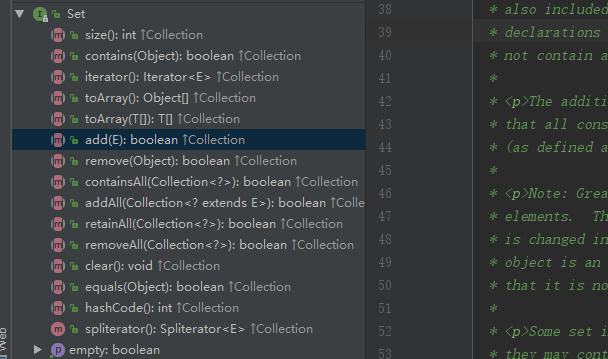 Set
size(): int ↑Collection
contains(Object): boolean ↑Collection
iterator(): Iterator<E> ↑Collection
toArray(): Object[] ↑Collection
toArray(T[]): T[] ↑Collection
add(E): boolean ↑Collection
remove(Object): boolean ↑Collection
containsAll(Collection<?>): boolean ↑Collection
addAll(Collection<? extends E>): boolean ↑Colle
retainAll(Collection<?>): boolean ↑Collection
removeAll(Collection<?>): boolean ↑Collection
clear(): void ↑Collection
equals(Object): boolean ↑Collection
hashCode(): int ↑Collection
spliterator(): Spliterator<E> ↑Collection
empty: boolean
Web
38 * also included
39 * declarations
40 * not contain a
41 *
42 * <p>The additi
43 * that all cons
44 * (as defined a
45 *
46 * <p>Note: Grea
47 * elements. Th
48 * is changed in
49 * object is an
50 * that it is no
51 *
52 * <p>Some set i
53 * they may cont